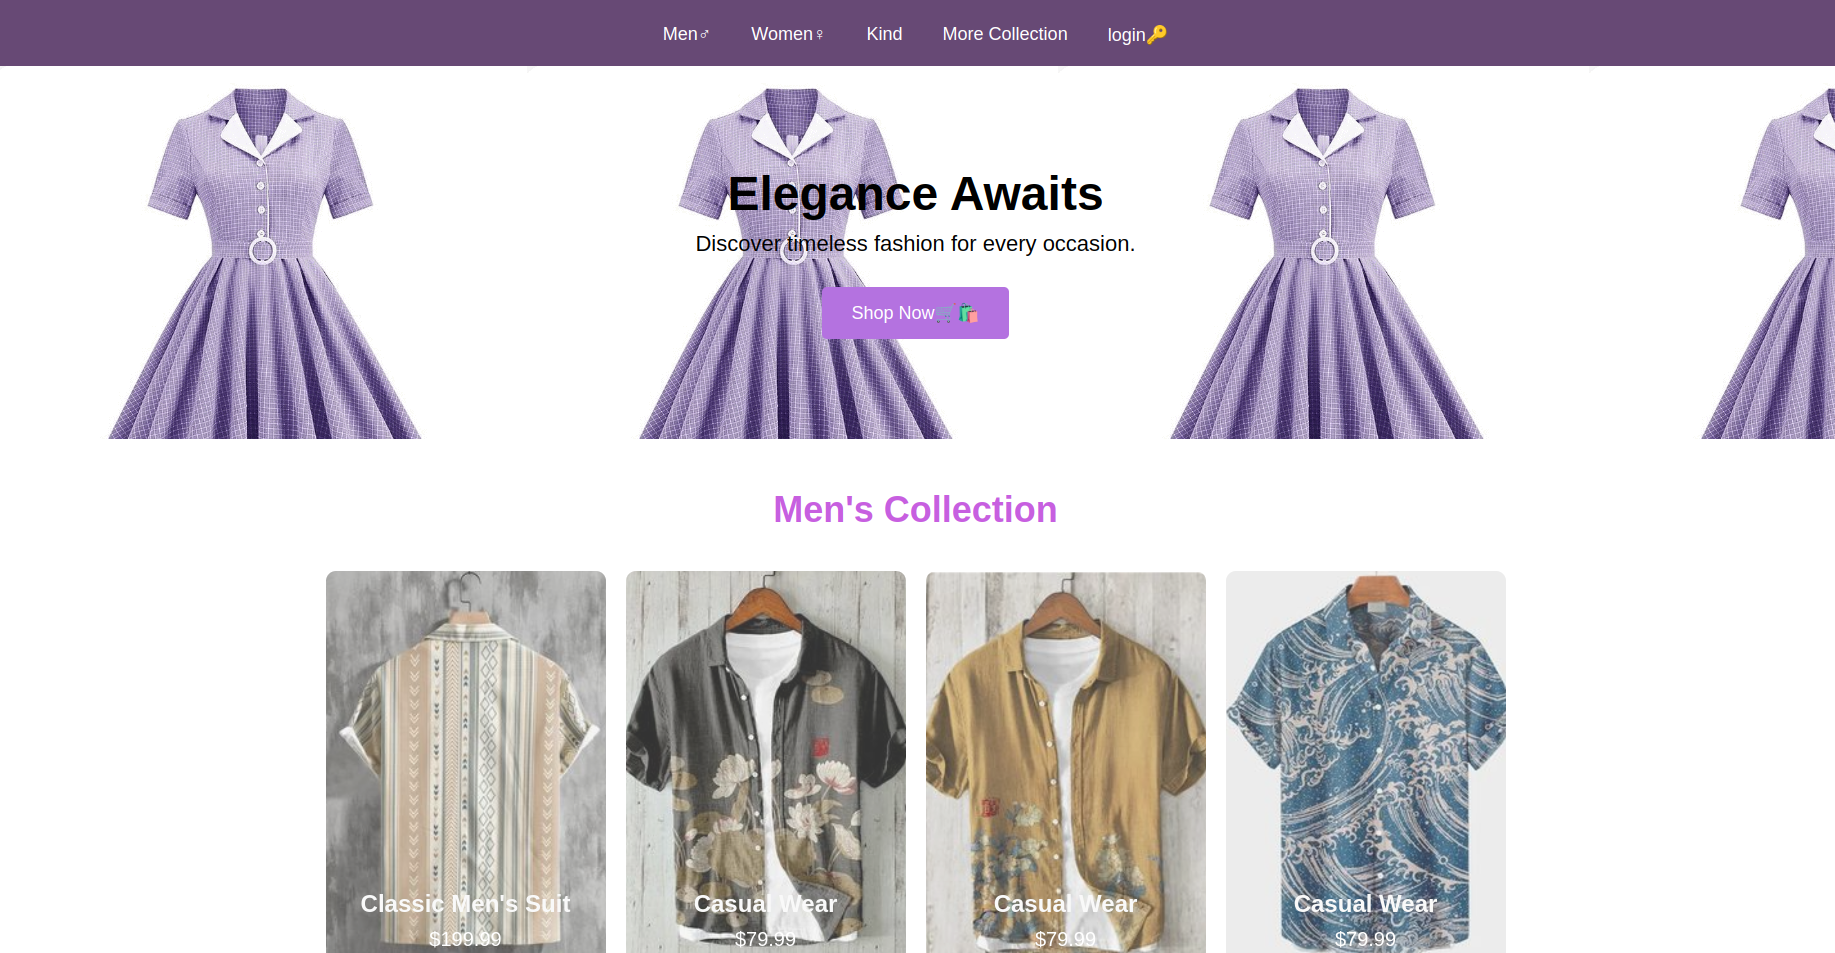 Men♂ Women♀ Kind More Collection login🔑
Elegance Awaits
Discover timeless fashion for every occasion.
Shop Now🛒🛍️
Men's Collection
Classic Men's Suit Casual Wear Casual Wear Casual Wear
$199.99 $79.99 $79.99 $79.99